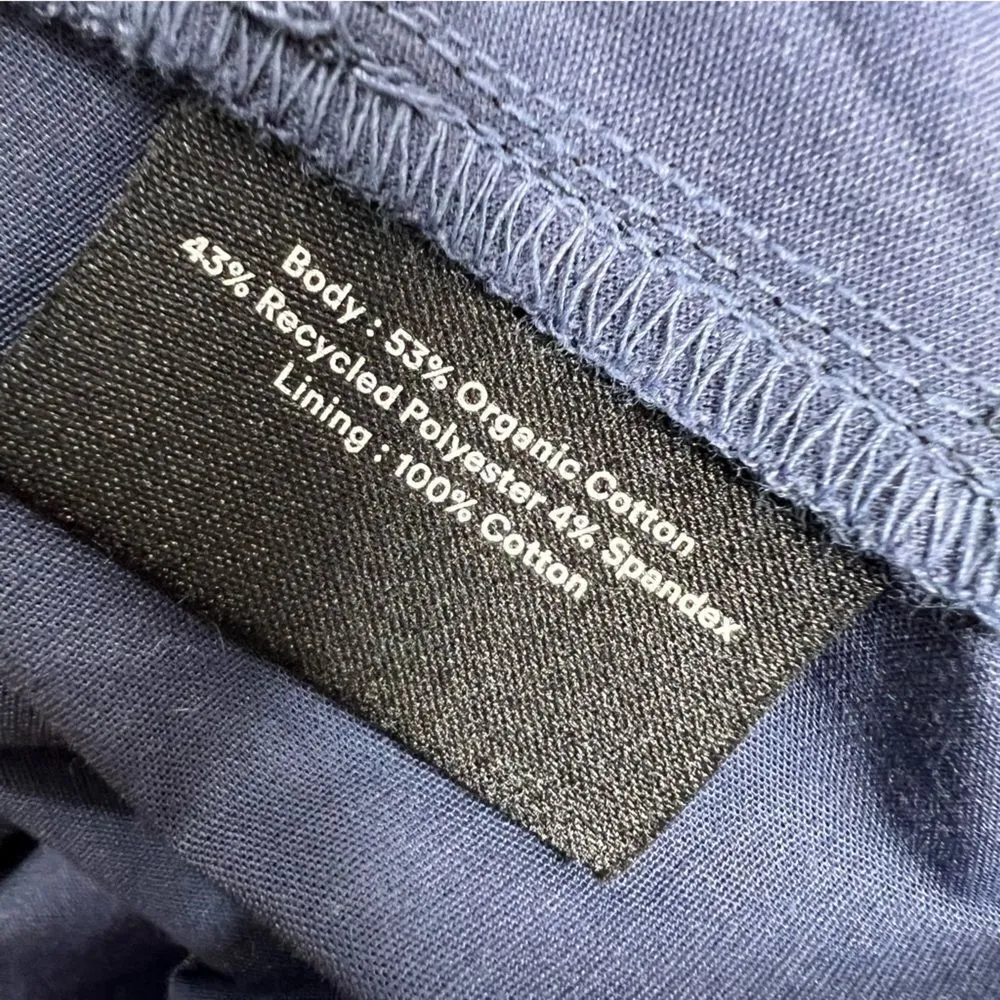 Body : 53% Organic Cotton
43% Recycled Polyester 4% Spandex
Lining : 100% Cotton